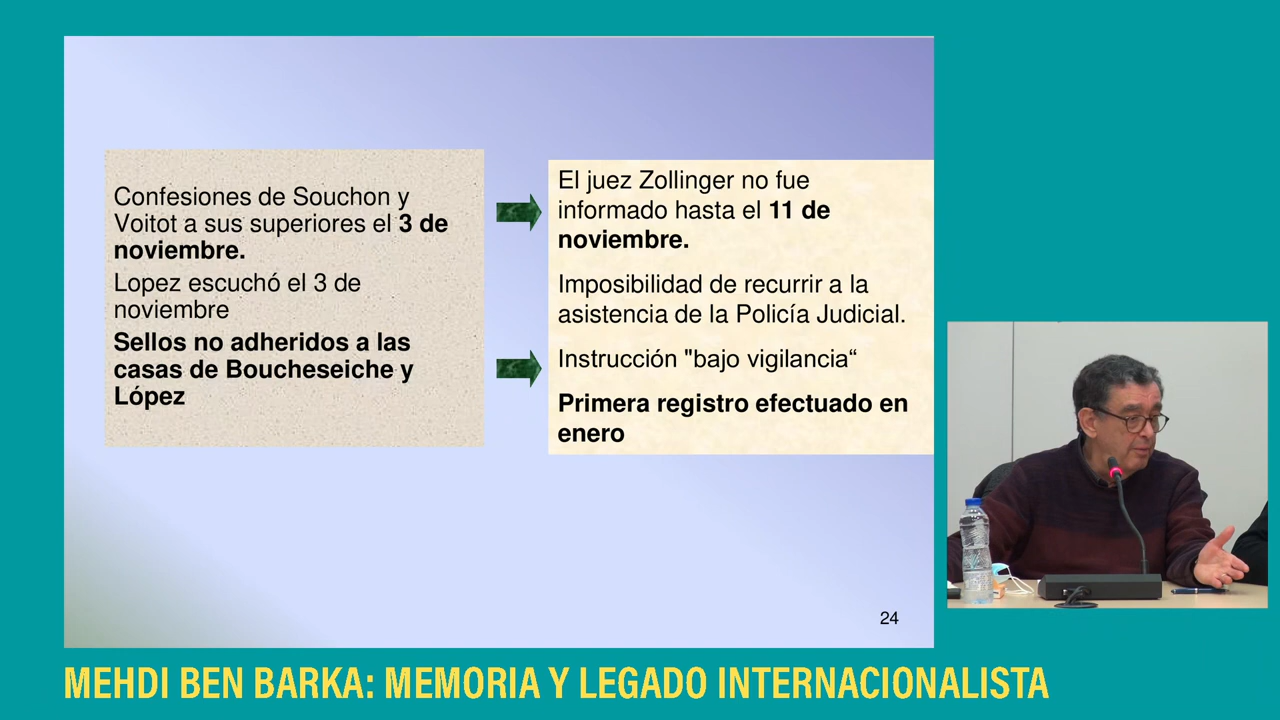 Confesiones de Souchon y
Voitot a sus superiores el 3 de
noviembre.
Lopez escuchó el 3 de
noviembre
Sellos no adheridos a las
casas de Boucheseiche y
López
El juez Zollinger no fue
informado hasta el 11 de
noviembre.
Imposibilidad de recurrir a la
asistencia de la Policía Judicial.
Instrucción "bajo vigilancia“
Primera registro efectuado en
enero
24
MEHDI BEN BARKA: MEMORIA Y LEGADO INTERNACIONALISTA